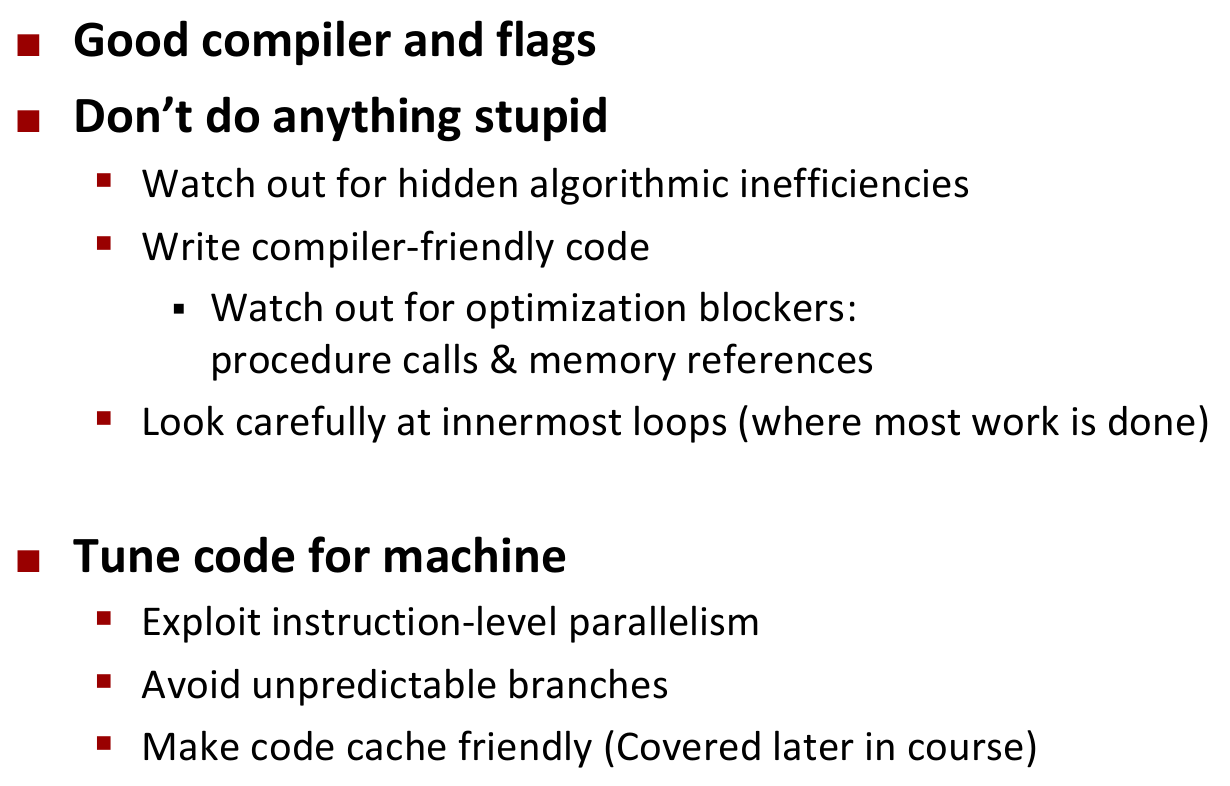 Good compiler and flags
Don’t do anything stupid
Watch out for hidden algorithmic inefficiencies
Write compiler-friendly code
Watch out for optimization blockers:
procedure calls & memory references
Look carefully at innermost loops (where most work is done)
Tune code for machine
Exploit instruction-level parallelism
Avoid unpredictable branches
Make code cache friendly (Covered later in course)